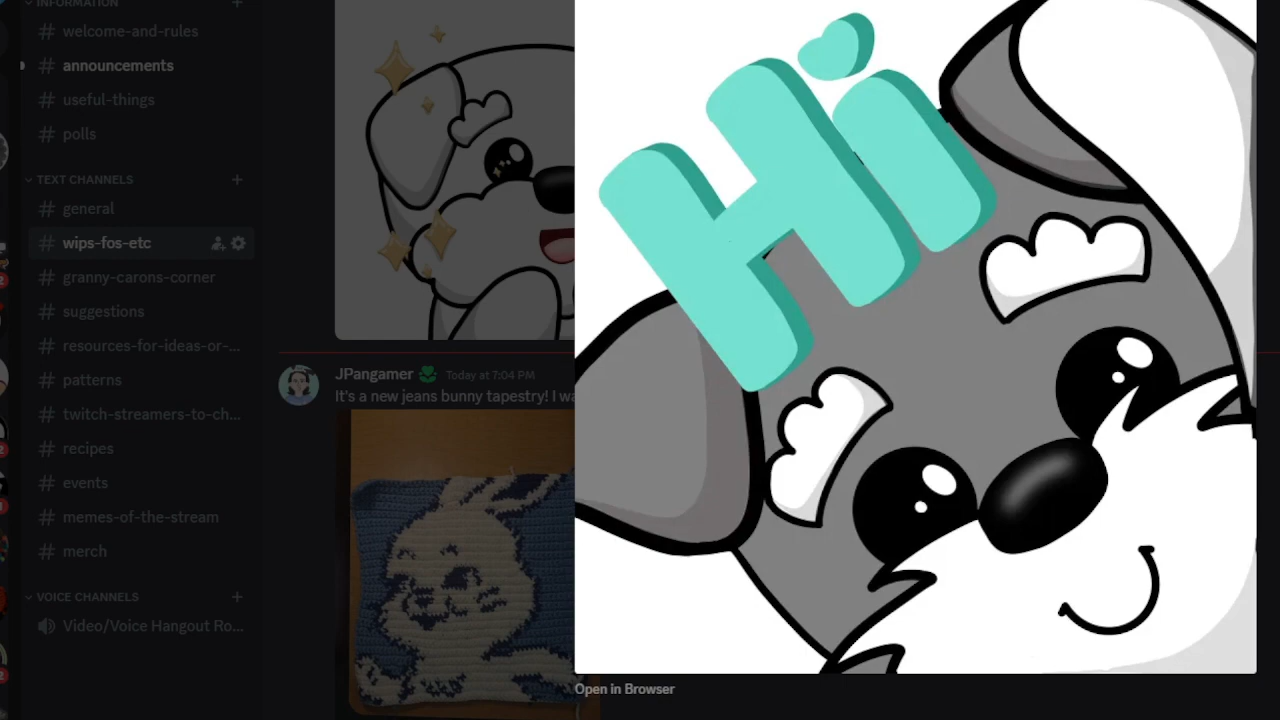 INFORMATION
welcome-and-rules
announcements
useful-things
polls
TEXT CHANNELS
general
wips-fos-etc
granny-carons-corner
suggestions
resources-for-ideas-or-...
patterns
twitch-streamers-to-ch...
recipes
events
memes-of-the-stream
merch
VOICE CHANNELS
Video/Voice Hangout Ro...
JPangamer Today at 7:04 PM
It's a new jeans bunny tapestry! I wa
Hi
Open in Browser